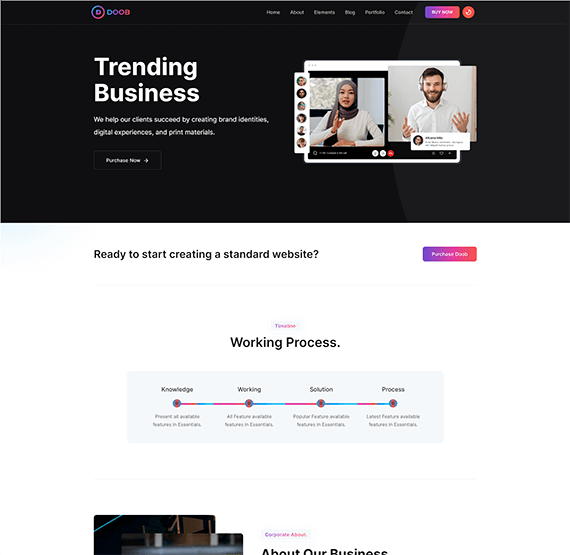 DOOB
Home About Elements Blog Portfolio Contact BUY NOW
Trending
Business
We help our clients succeed by creating brand identities,
digital experiences, and print materials.
Purchase Now →
Ready to start creating a standard website?
Purchase Doob
Timeline
Working Process.
Knowledge Working Solution Process
Present all available All Feature available Popular Feature available Latest Feature available
features in Essentials. features in Essentials. features in Essentials. features in Essentials.
Corporate About.
About Our Business